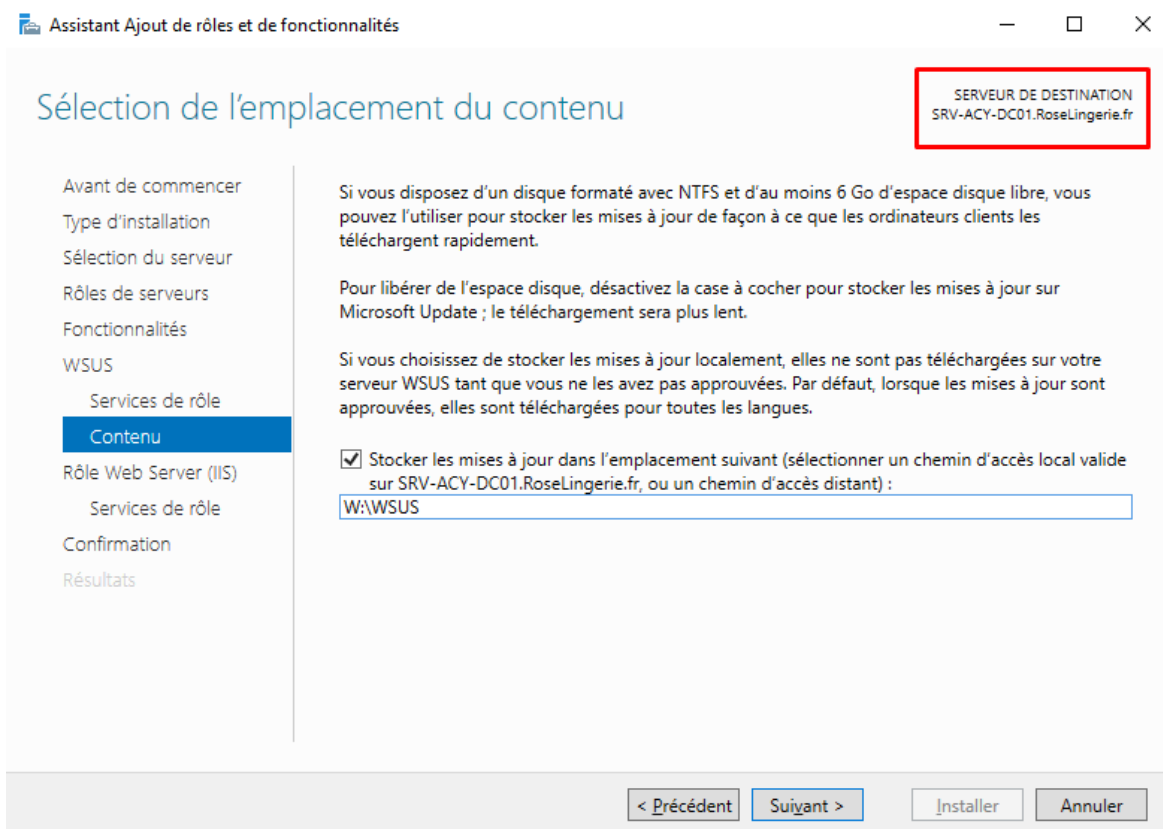 Assistant Ajout de rôles et de fonctionnalités
Sélection de l’emplacement du contenu
SERVEUR DE DESTINATION
SRV-ACY-DC01.RoseLingerie.fr
Avant de commencer
Type d’installation
Sélection du serveur
Rôles de serveurs
Fonctionnalités
WSUS
Services de rôle
Contenu
Rôle Web Server (IIS)
Services de rôle
Confirmation
Résultats
Si vous disposez d’un disque formaté avec NTFS et d’au moins 6 Go d’espace disque libre, vous
pouvez l’utiliser pour stocker les mises à jour de façon à ce que les ordinateurs clients les
téléchargent rapidement.
Pour libérer de l’espace disque, désactivez la case à cocher pour stocker les mises à jour sur
Microsoft Update ; le téléchargement sera plus lent.
Si vous choisissez de stocker les mises à jour localement, elles ne sont pas téléchargées sur votre
serveur WSUS tant que vous ne les avez pas approuvées. Par défaut, lorsque les mises à jour sont
approuvées, elles sont téléchargées pour toutes les langues.
Stocker les mises à jour dans l’emplacement suivant (sélectionner un chemin d’accès local valide
sur SRV-ACY-DC01.RoseLingerie.fr, ou un chemin d’accès distant) :
W:\WSUS
< Précédent
Suivant >
Installer
Annuler